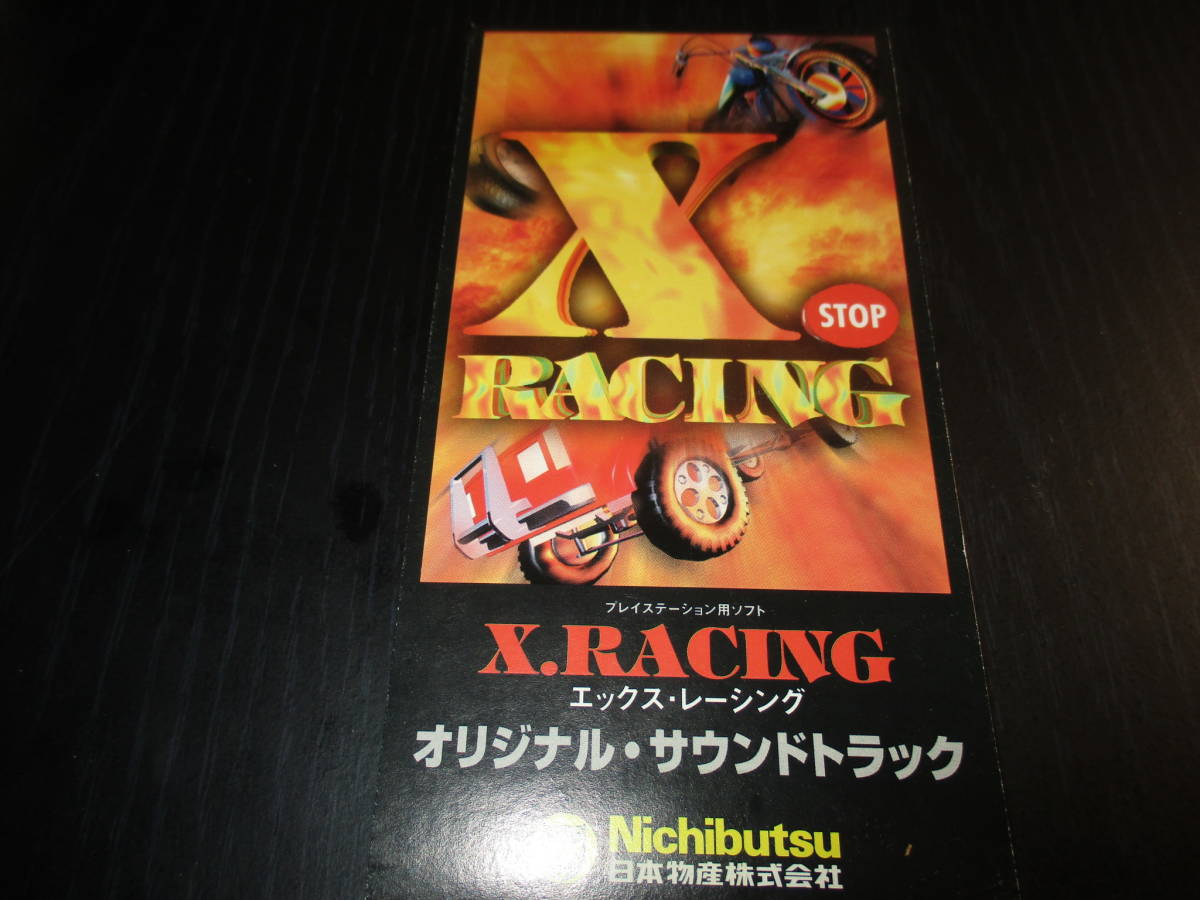 X
STOP
RACING
プレイステーション用ソフト
X.RACING
エックス・レーシング
オリジナル・サウンドトラック
Nichibutsu
日本物産株式会社